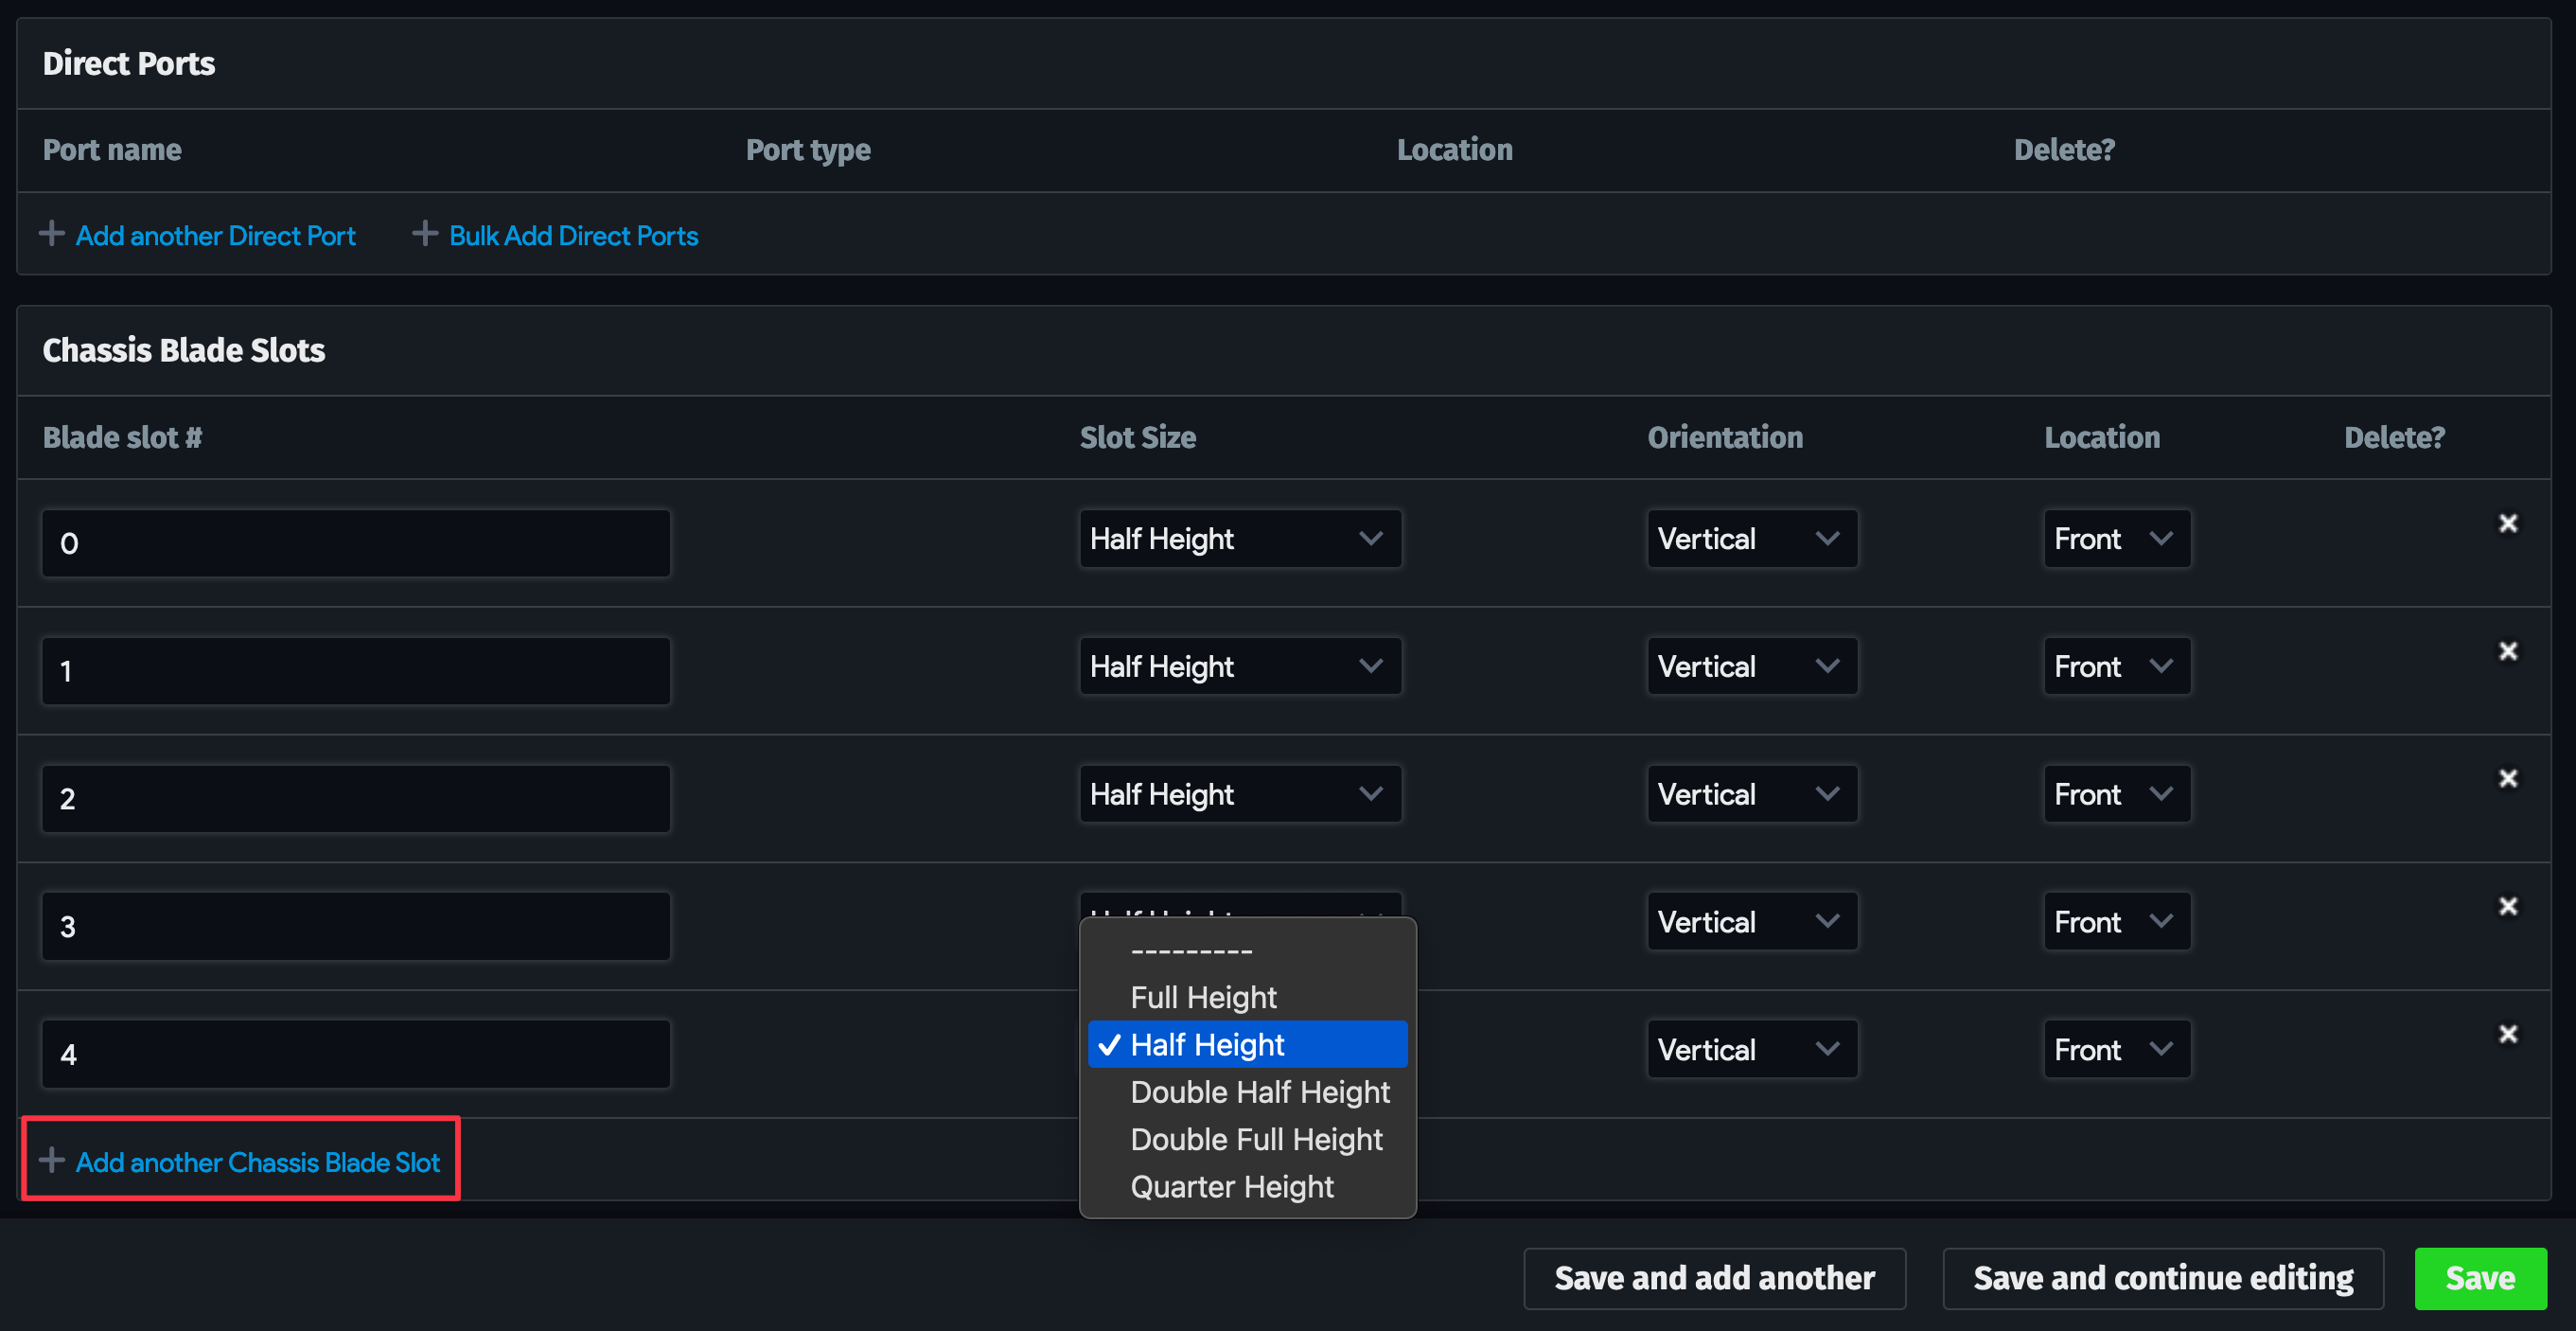 Direct Ports
Port name Port type Location Delete?
Add another Direct Port Bulk Add Direct Ports
Chassis Blade Slots
Blade slot # Slot Size Orientation Location Delete?
0 Half Height Vertical Front
1 Half Height Vertical Front
2 Half Height Vertical Front
3 Half Height Vertical Front
---------
Full Height
4 Half Height Vertical Front
Double Half Height
Double Full Height
Add another Chassis Blade Slot
Quarter Height
Save and add another Save and continue editing Save